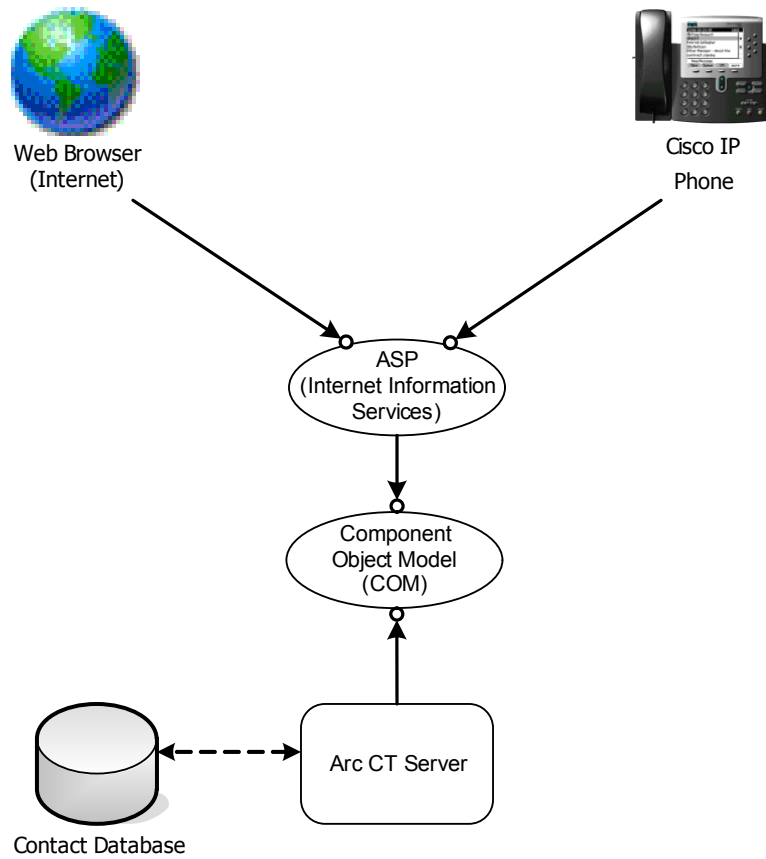 Web Browser
(Internet)
Cisco IP
Phone
ASP
(Internet Information
Services)
Component
Object Model
(COM)
Arc CT Server
Contact Database